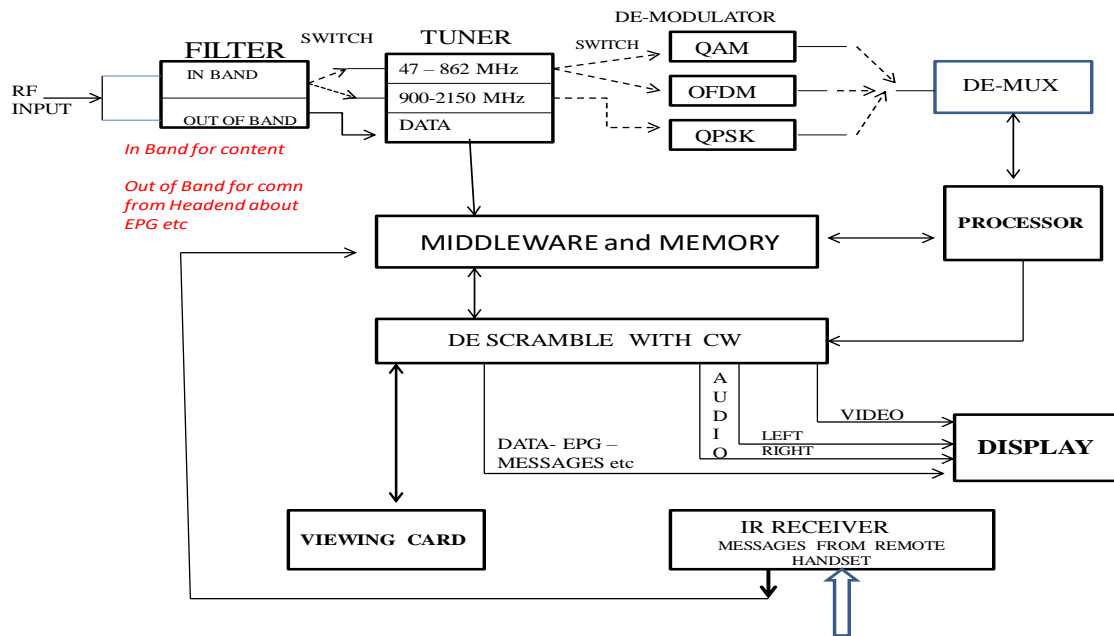 DE-MODULATOR
FILTER
SWITCH
TUNER
SWITCH
QAM
IN BAND
47 – 862 MHz
RF
INPUT
900-2150 MHz
OFDM
DE-MUX
OUT OF BAND
DATA
QPSK
In Band for content
Out of Band for comn
from Headend about
EPG etc
MIDDLEWARE and MEMORY
PROCESSOR
DE SCRAMBLE WITH CW
A
U
D
I
O
VIDEO
LEFT
RIGHT
DATA- EPG –
MESSAGES etc
DISPLAY
VIEWING CARD
IR RECEIVER
MESSAGES FROM REMOTE
HANDSET